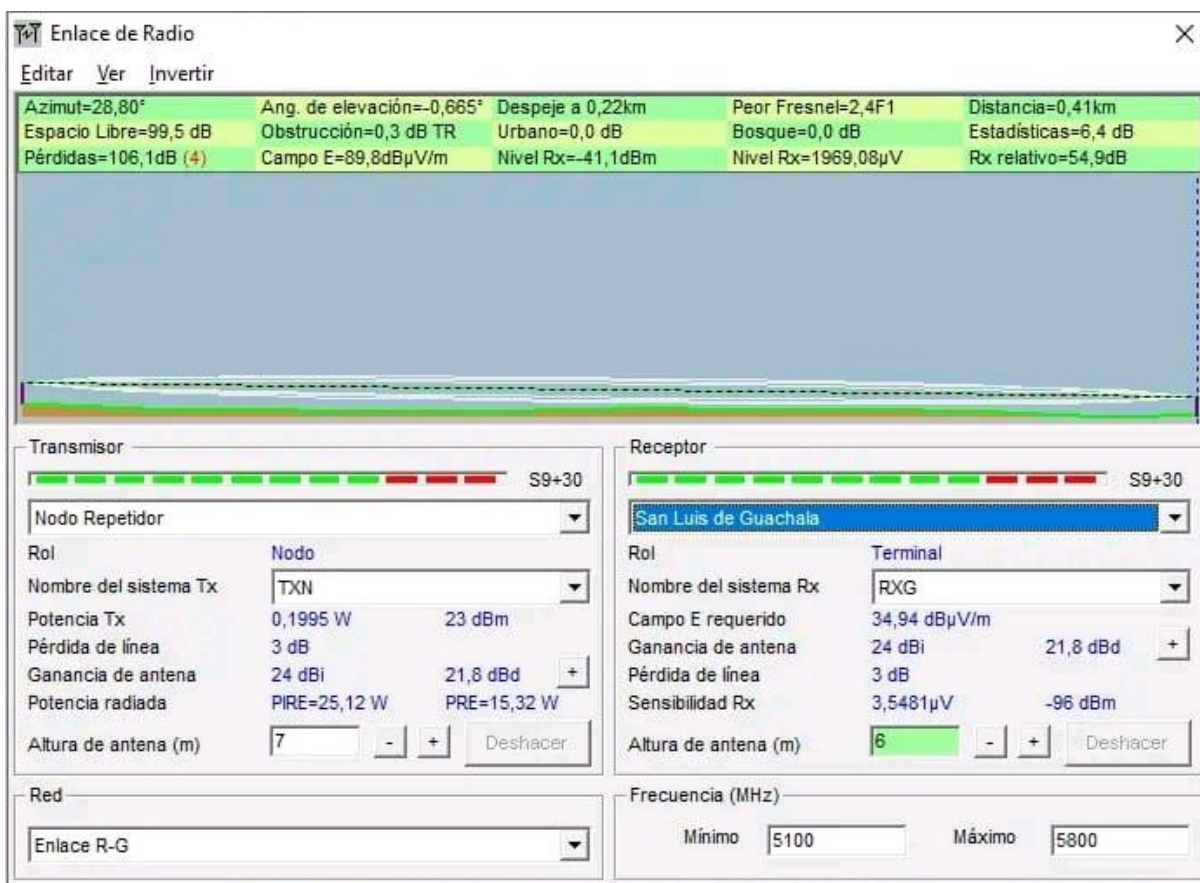 Enlace de Radio
Editar Ver Invertir
Azimut=28,80° Ang. de elevación=-0,665° Despeje a 0,22km Peor Fresnel=2,4F1 Distancia=0,41km
Espacio Libre=99,5 dB Obstrucción=0,3 dB TR Urbano=0,0 dB Bosque=0,0 dB Estadísticas=6,4 dB
Pérdidas=106,1dB (4) Campo E=89,8dBµV/m Nivel Rx=-41,1dBm Nivel Rx=1969,08µV Rx relativo=54,9dB
Transmisor
S9+30
Nodo Repetidor
Rol Nodo
Nombre del sistema Tx TXN
Potencia Tx 0,1995 W 23 dBm
Pérdida de línea 3 dB
Ganancia de antena 24 dBi 21,8 dBd +
Potencia radiada PIRE=25,12 W PRE=15,32 W
Altura de antena (m) 7 - + Deshacer
Receptor
S9+30
San Luis de Guachala
Rol Terminal
Nombre del sistema Rx RXG
Campo E requerido 34,94 dBµV/m
Ganancia de antena 24 dBi 21,8 dBd +
Pérdida de línea 3 dB
Sensibilidad Rx 3,5481µV -96 dBm
Altura de antena (m) 6 - + Deshacer
Red
Enlace R-G
Frecuencia (MHz)
Mínimo 5100 Máximo 5800